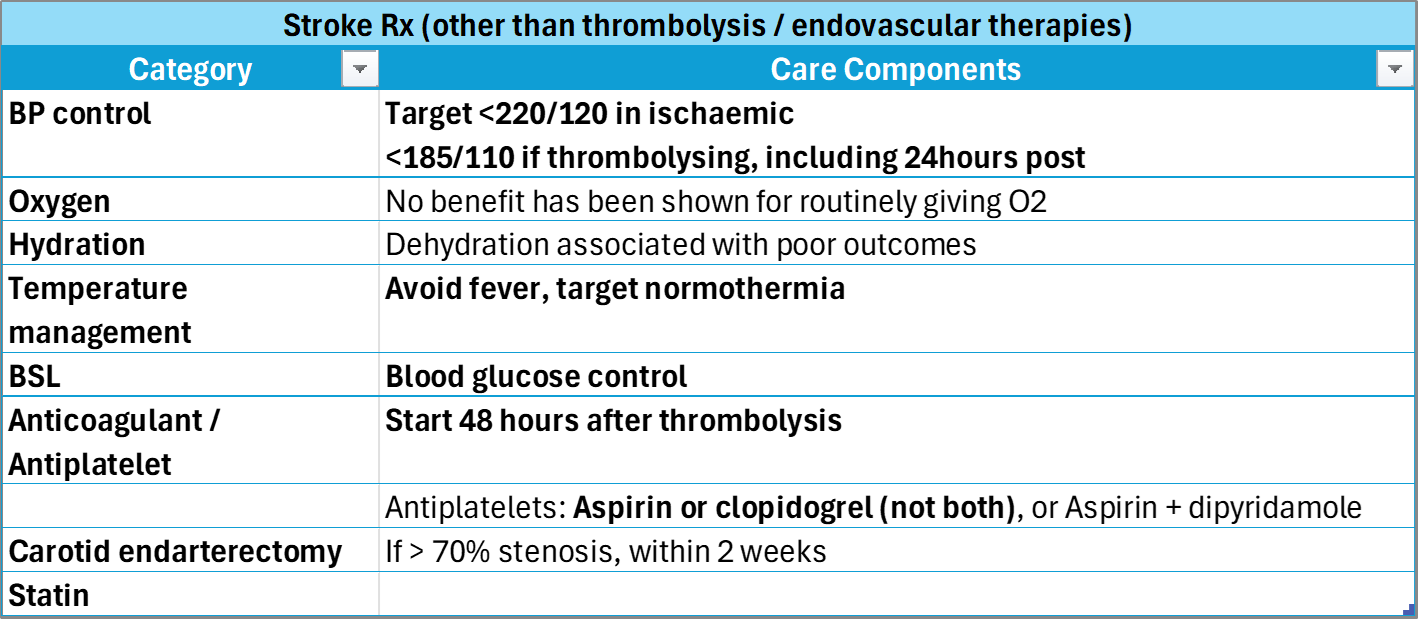 Stroke Rx (other than thrombolysis / endovascular therapies)
Category
Care Components
BP control
Target <220/120 in ischaemic
<185/110 if thrombolysing, including 24hours post
Oxygen
No benefit has been shown for routinely giving O2
Hydration
Dehydration associated with poor outcomes
Temperature
management
Avoid fever, target normothermia
BSL
Blood glucose control
Anticoagulant /
Antiplatelet
Start 48 hours after thrombolysis
Antiplatelets: Aspirin or clopidogrel (not both), or Aspirin + dipyridamole
Carotid endarterectomy
If > 70% stenosis, within 2 weeks
Statin